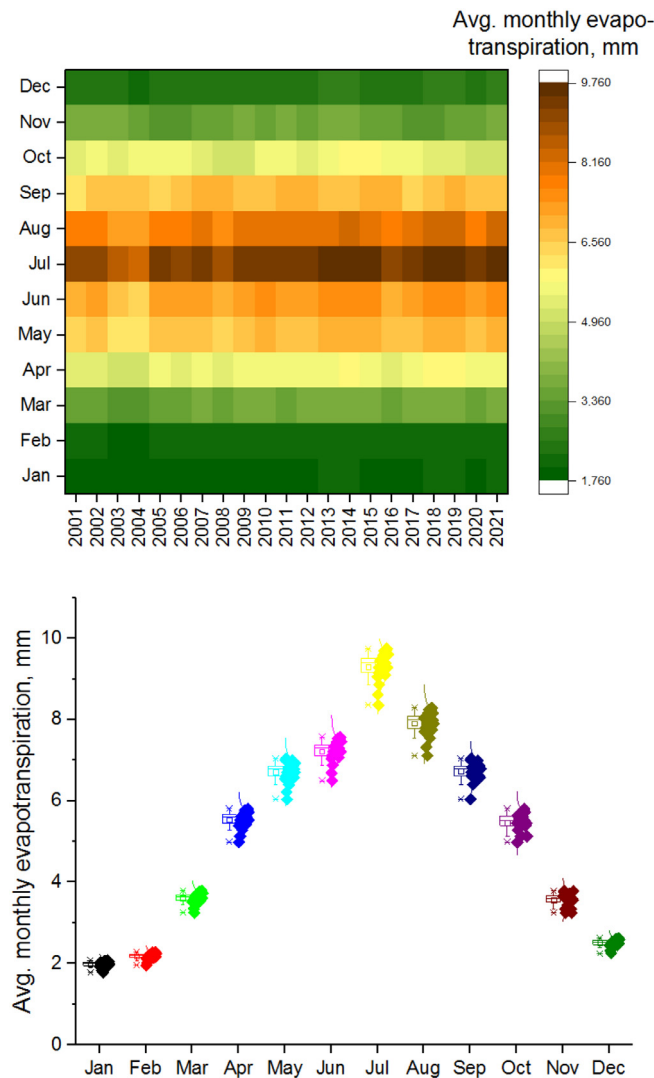 Avg. monthly evapo-
transpiration, mm
Dec
Nov
Oct
Sep
Aug
Jul
Jun
May
Apr
Mar
Feb
Jan
9.760
8.160
6.560
4.960
3.360
1.760
2001 2002 2003 2004 2005 2006 2007 2008 2009 2010 2011 2012 2013 2014 2015 2016 2017 2018 2019 2020 2021
Avg. monthly evapotranspiration, mm
10
8
6
4
2
0
Jan Feb Mar Apr May Jun Jul Aug Sep Oct Nov Dec